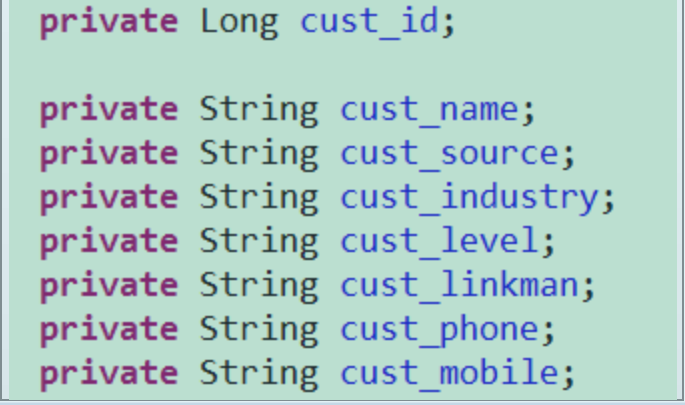 private Long cust_id;
private String cust_name;
private String cust_source;
private String cust_industry;
private String cust_level;
private String cust_linkman;
private String cust_phone;
private String cust_mobile;